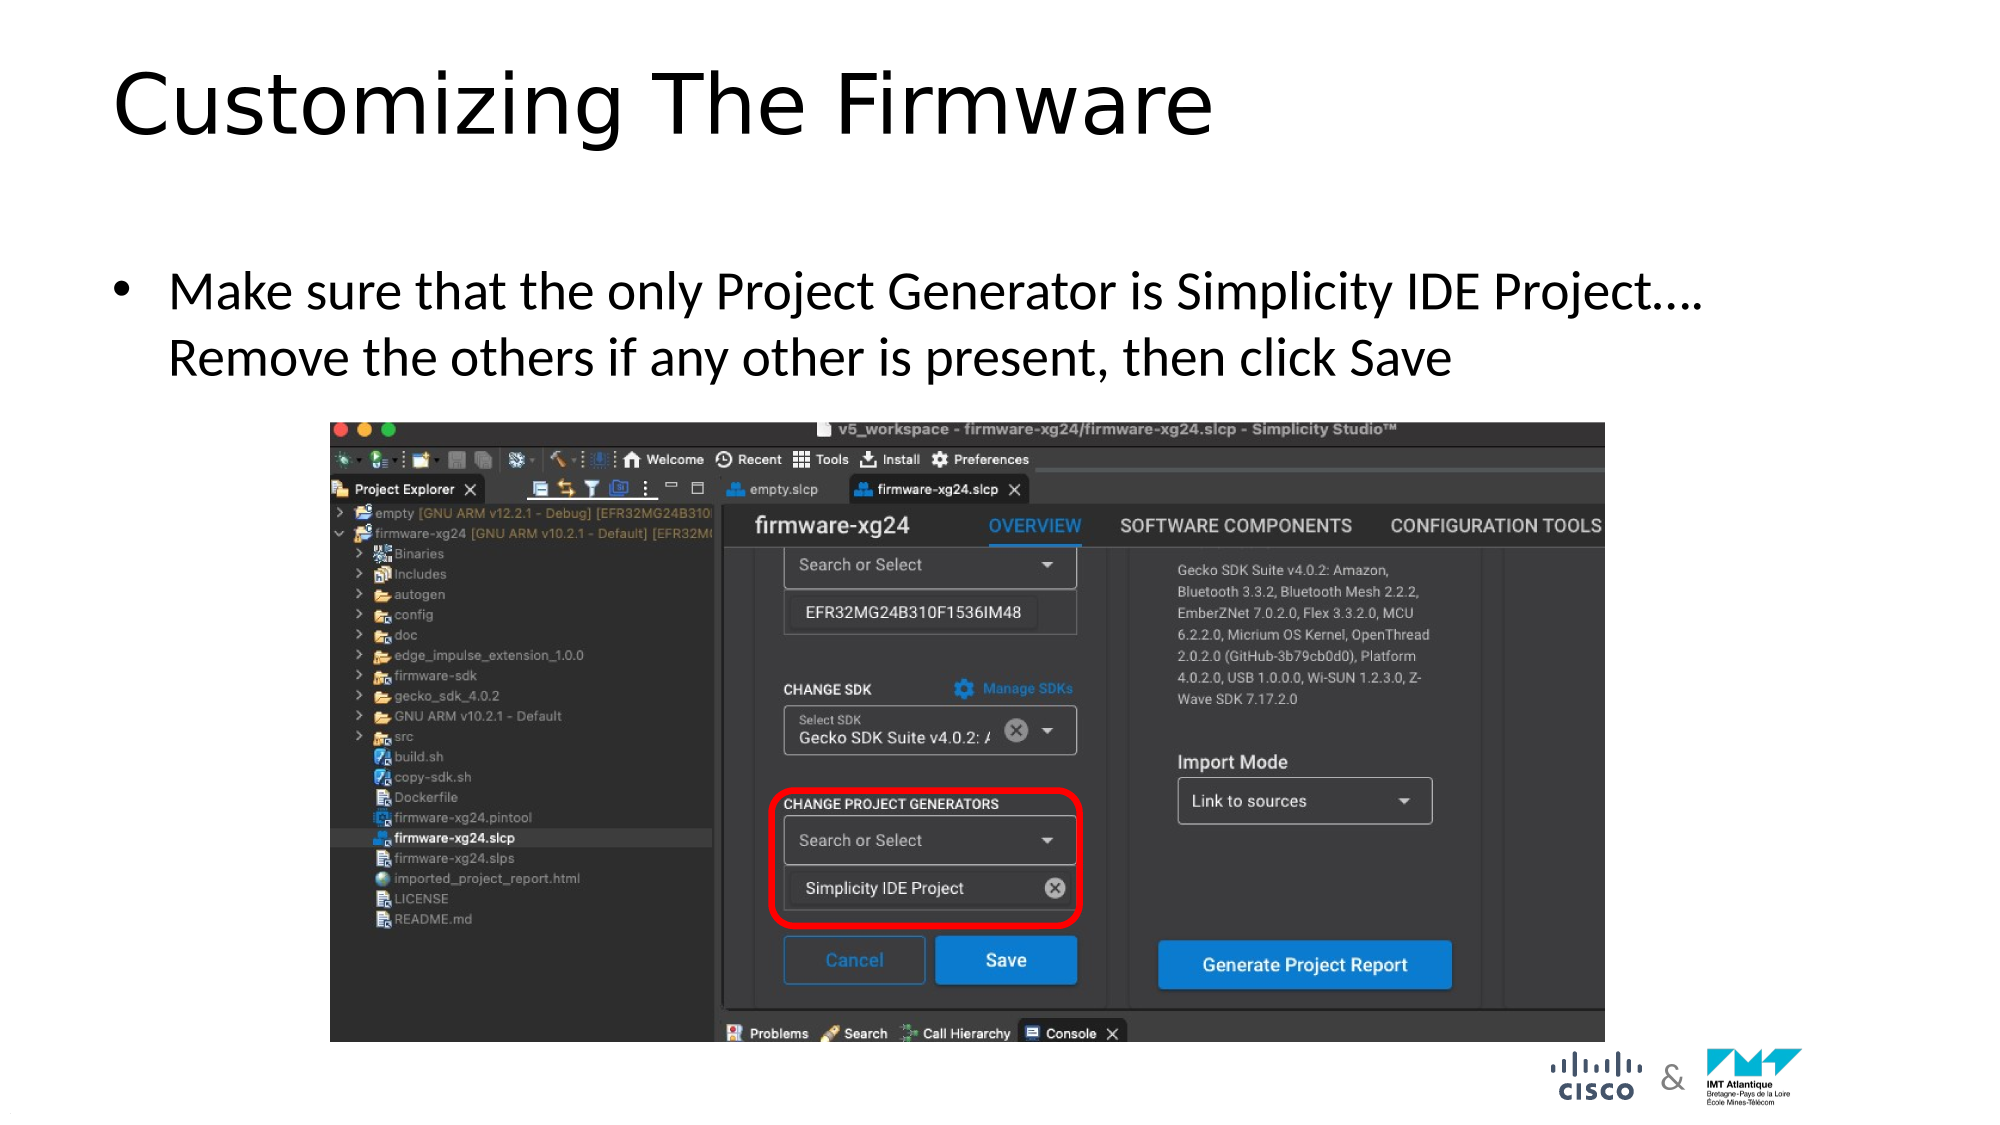 Customizing The Firmware
• Make sure that the only Project Generator is Simplicity IDE Project….
Remove the others if any other is present, then click Save
v5_workspace - firmware-xg24/firmware-xg24.slcp - Simplicity Studio™
Welcome Recent Tools Install Preferences
Project Explorer
empty [GNU ARM v12.2.1 - Debug] [EFR32MG24B310
firmware-xg24 [GNU ARM v10.2.1 - Default] [EFR32M
Binaries
Includes
autogen
config
doc
edge_impulse_extension_1.0.0
firmware-sdk
gecko_sdk_4.0.2
GNU ARM v10.2.1 - Default
src
build.sh
copy-sdk.sh
Dockerfile
firmware-xg24.pintool
firmware-xg24.slcp
firmware-xg24.slps
imported_project_report.html
LICENSE
README.md
empty.slcp firmware-xg24.slcp
firmware-xg24 OVERVIEW SOFTWARE COMPONENTS CONFIGURATION TOOLS
Search or Select
EFR32MG24B310F1536IM48
CHANGE SDK Manage SDKs
Select SDK
Gecko SDK Suite v4.0.2:
CHANGE PROJECT GENERATORS
Search or Select
Simplicity IDE Project
Cancel Save
Gecko SDK Suite v4.0.2: Amazon,
Bluetooth 3.3.2, Bluetooth Mesh 2.2.2,
EmberZNet 7.0.2.0, Flex 3.3.2.0, MCU
6.2.2.0, Micrium OS Kernel, OpenThread
2.0.2.0 (GitHub-3b79cb0d0), Platform
4.0.2.0, USB 1.0.0.0, Wi-SUN 1.2.3.0, Z-
Wave SDK 7.17.2.0
Import Mode
Link to sources
Generate Project Report
Problems Search Call Hierarchy Console
CISCO
&
IMT Atlantique
Bretagne-Pays de la Loire
École Mines-Télécom